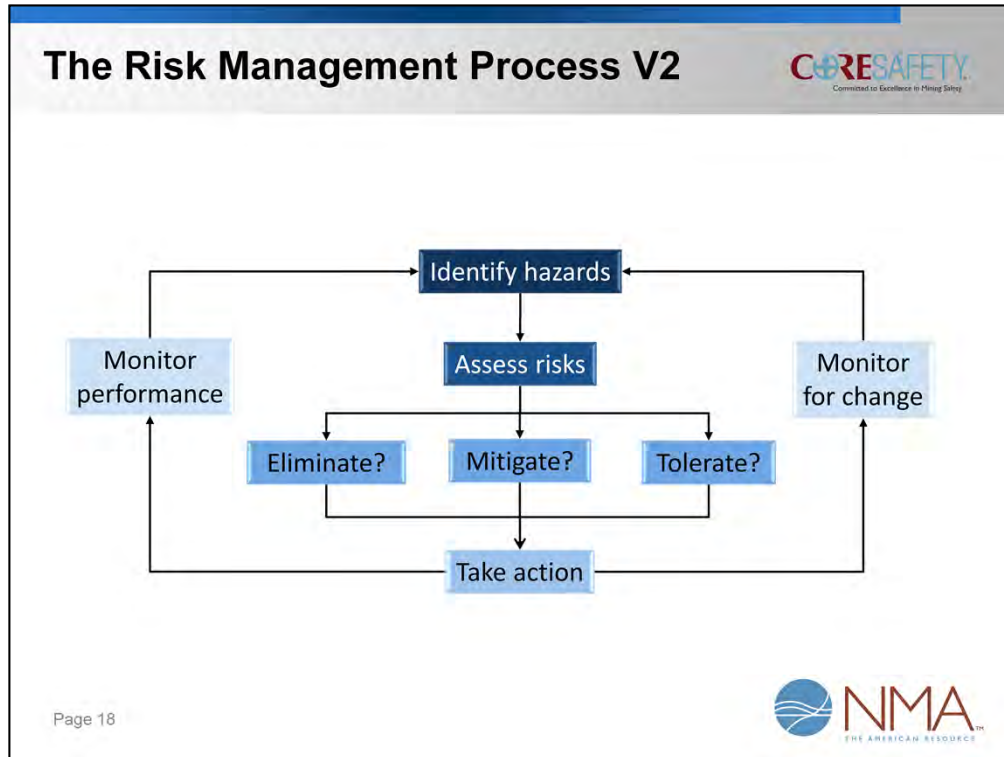 The Risk Management Process V2
CORESAFETY
Committed to Excellence in Mining Safety
Identify hazards
Monitor
performance
Assess risks
Monitor
for change
Eliminate?
Mitigate?
Tolerate?
Take action
Page 18
NMA™
THE AMERICAN RESOURCE